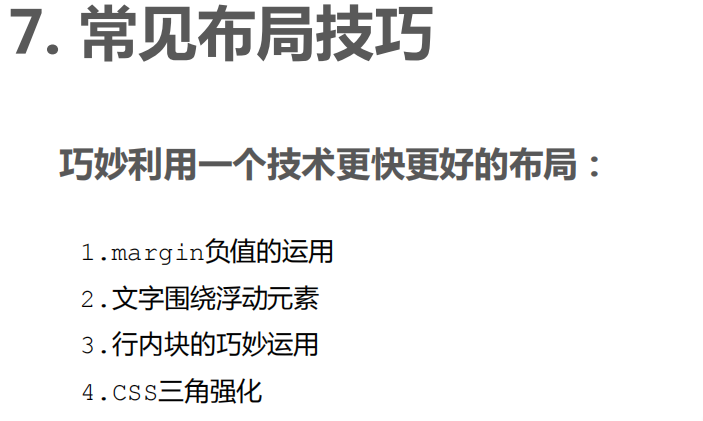 7. 常见布局技巧
巧妙利用一个技术更快更好的布局：
1.margin负值的运用
2.文字围绕浮动元素
3.行内块的巧妙运用
4.CSS三角强化